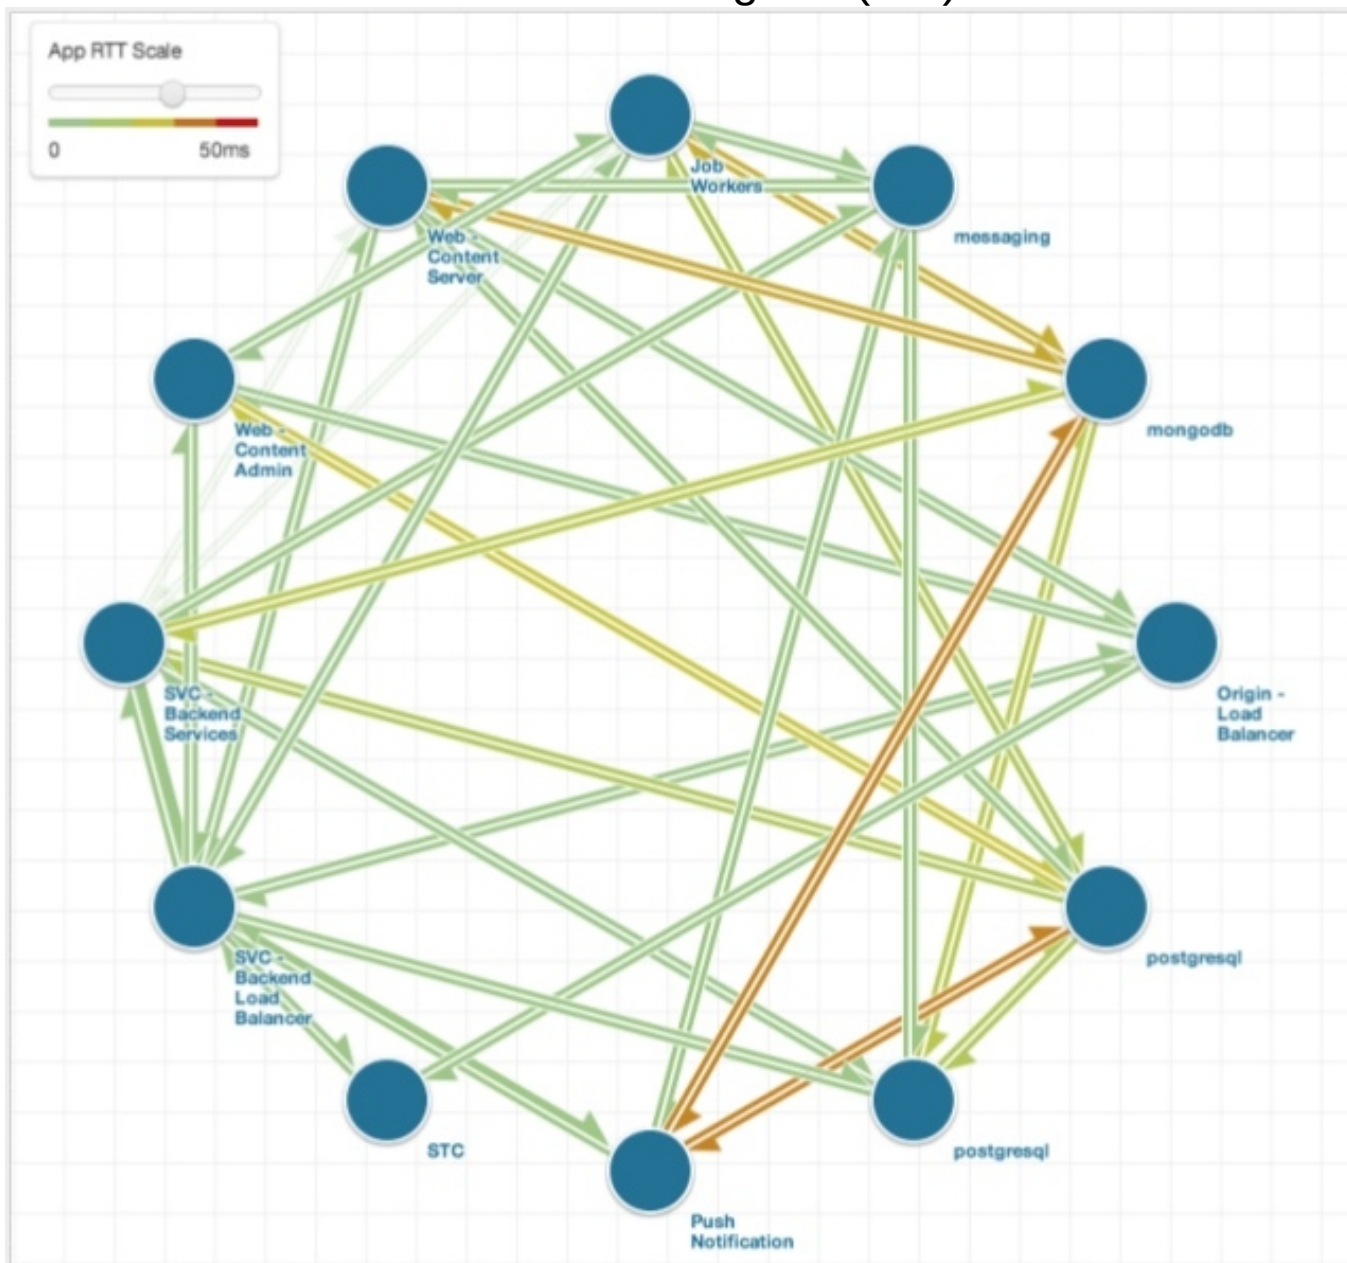 App RTT Scale
0
50ms
Job
Workers
Web -
Content
Server
messaging
Web -
Content
Admin
mongodb
SVC -
Backend
Services
Origin -
Load
Balancer
SVC -
Backend
Load
Balancer
postgresql
STC
postgresql
Push
Notification